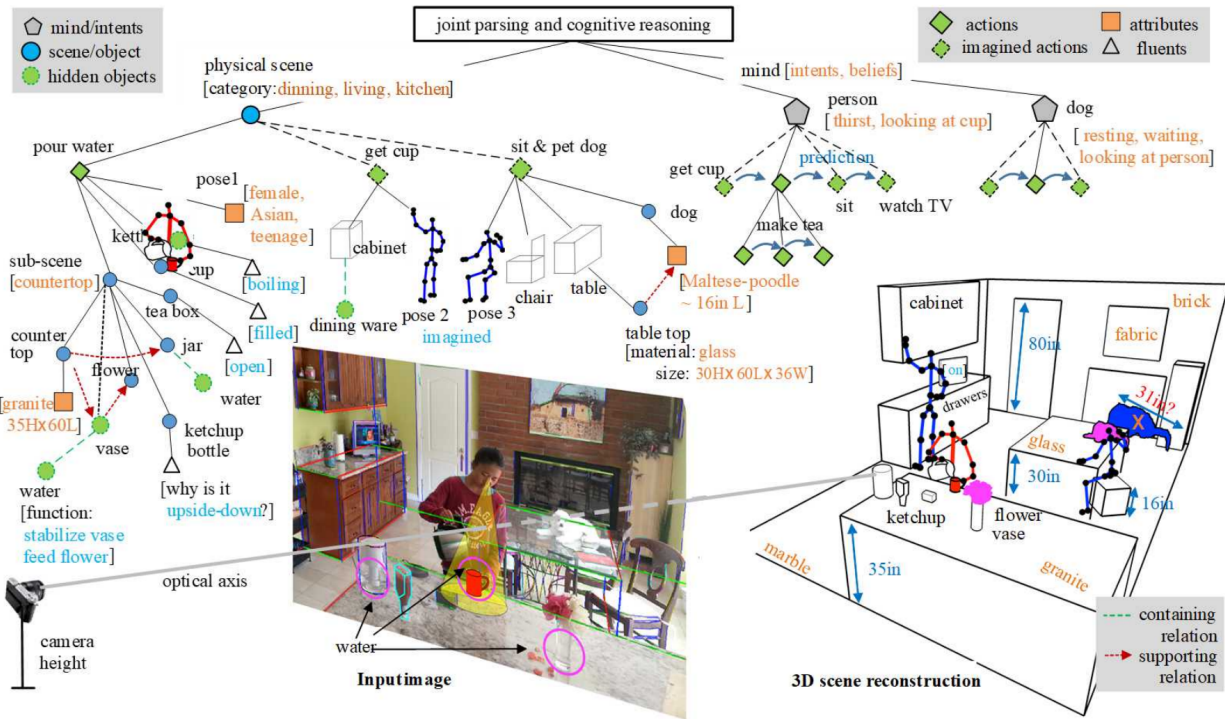 joint parsing and cognitive reasoning
mind/intents
scene/object
hidden objects
actions
attributes
imagined actions
fluents
physical scene
[category:dinning, living, kitchen]
mind [intents, beliefs]
person
[thirst, looking at cup]
dog
[ resting, waiting,
looking at person]
pour water
get cup
sit & pet dog
get cup
prediction
sit
watch TV
make tea
pose1
[female,
Asian,
teenage]
kettl
cup
sub-scene
[countertop]
[boiling]
tea box
[filled]
counter
top
jar
flower
[open]
water
[granite
35Hx60L]
vase
ketchup
bottle
water
[function:
stabilize vase
feed flower]
[why is it
upside-down?]
cabinet
dining ware
pose 2
pose 3
imagined
chair
table
dog
[Maltese-poodle
~ 16in L]
table top
[material: glass
size: 30Hx60Lx36W]
optical axis
camera
height
water
Input image
cabinet
80in
brick
fabric
[on]
drawers
31in?
X
glass
30in
16in
ketchup
flower
vase
marble
35in
granite
3D scene reconstruction
containing
relation
supporting
relation